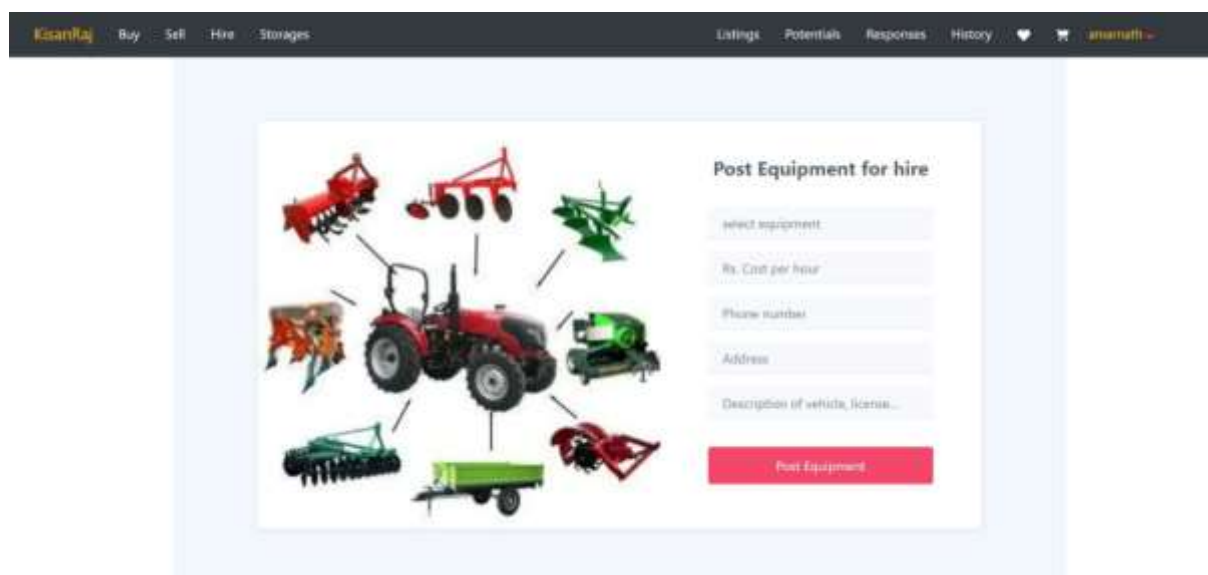 KisanRaj Buy Sell Hire Storages Listings Potentials Responses History amarnath
Post Equipment for hire
select equipment
Rs. Cost per hour
Phone number
Address
Description of vehicle, license...
Post Equipment